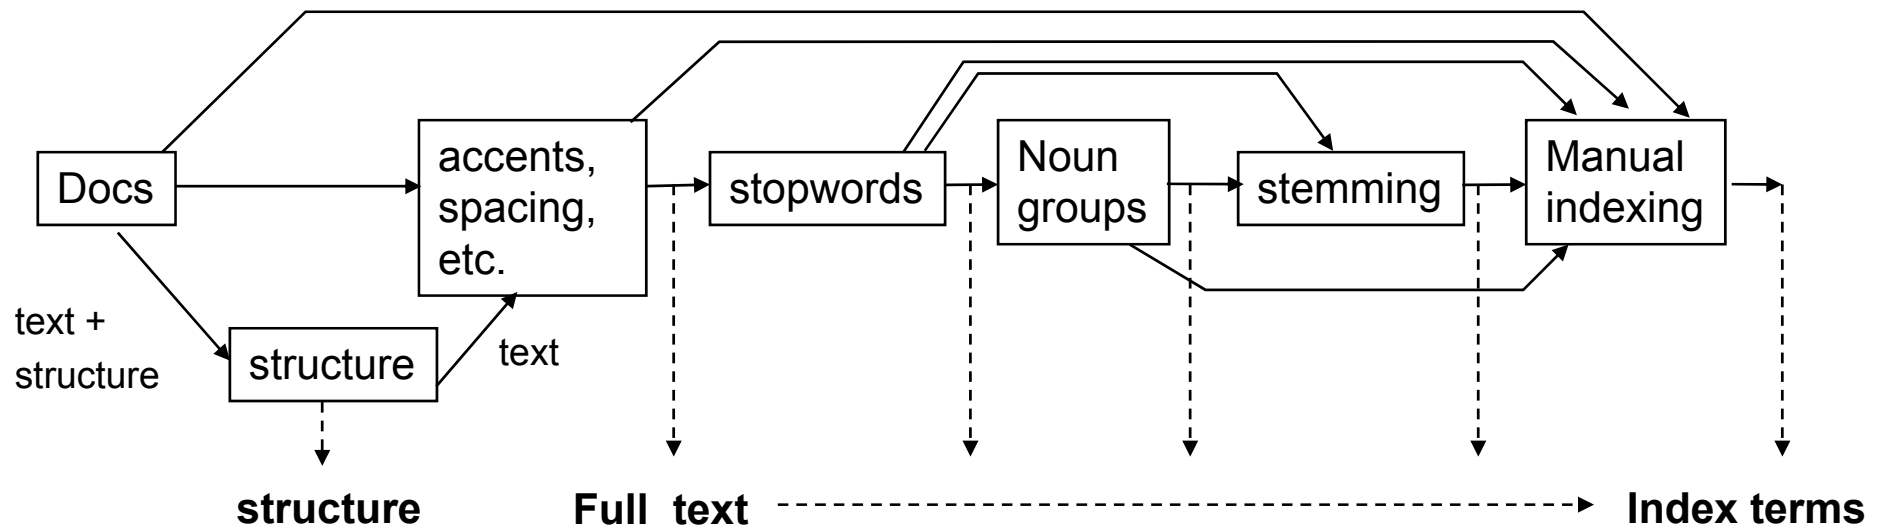 Docs
accents,
spacing,
etc.
stopwords
Noun
groups
stemming
Manual
indexing
text +
structure
structure
text
structure
Full text
Index terms